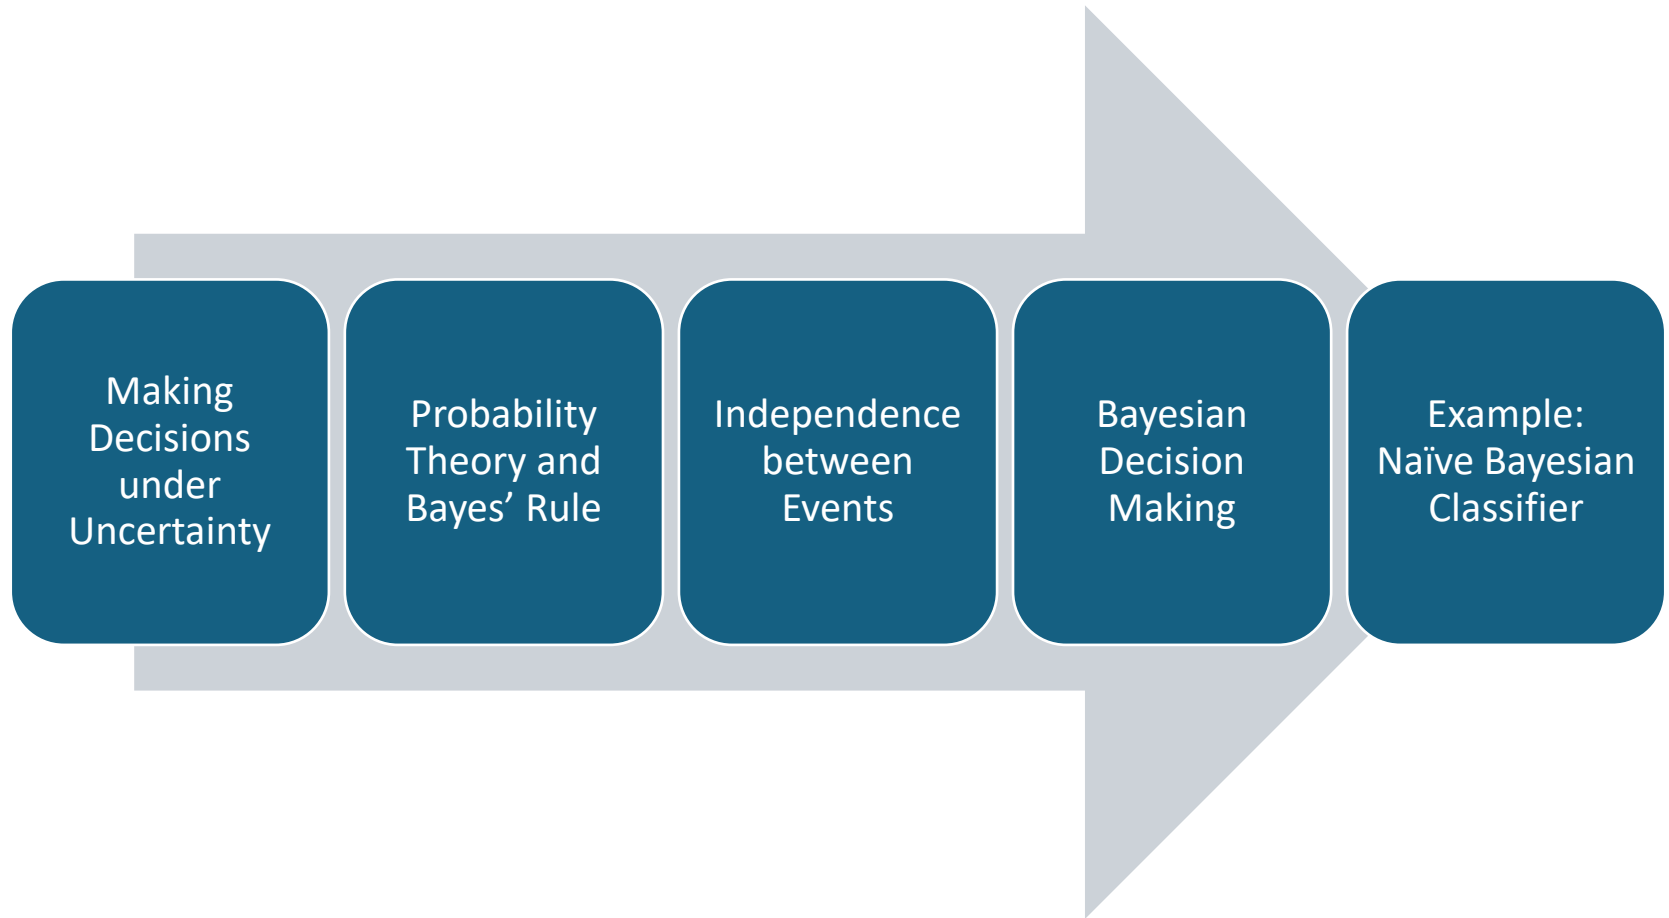 Making
Decisions
under
Uncertainty
Probability
Theory and
Bayes’ Rule
Independence
between
Events
Bayesian
Decision
Making
Example:
Naïve Bayesian
Classifier